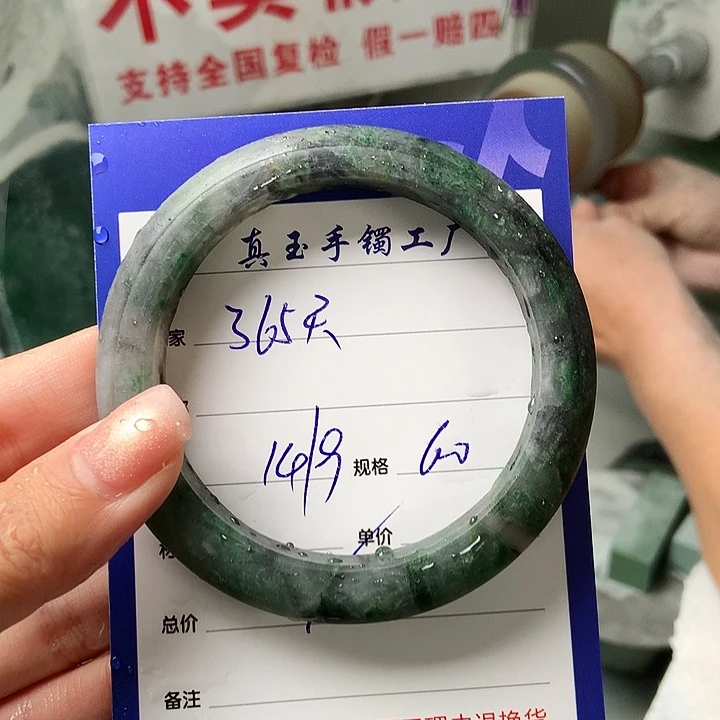 支持全国复检 假一赔四
真玉手镯工厂
家 365天
14/9 规格 60
单价
总价
备注